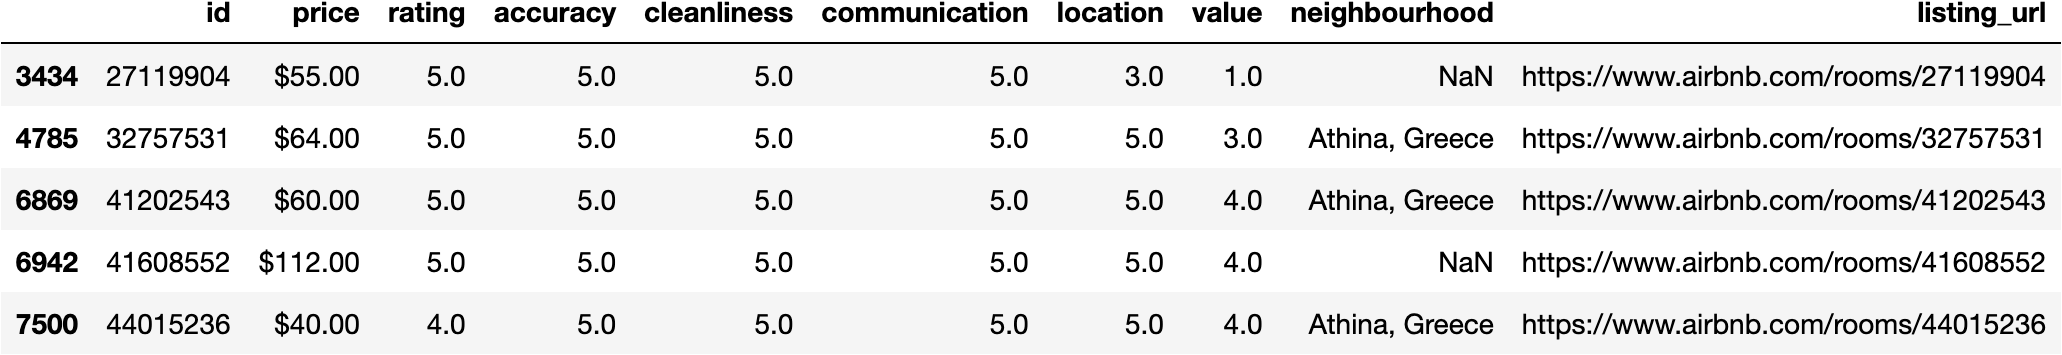 id price rating accuracy cleanliness communication location value neighbourhood listing_url
3434 27119904 $55.00 5.0 5.0 5.0 5.0 3.0 1.0 NaN https://www.airbnb.com/rooms/27119904
4785 32757531 $64.00 5.0 5.0 5.0 5.0 5.0 3.0 Athina, Greece https://www.airbnb.com/rooms/32757531
6869 41202543 $60.00 5.0 5.0 5.0 5.0 5.0 4.0 Athina, Greece https://www.airbnb.com/rooms/41202543
6942 41608552 $112.00 5.0 5.0 5.0 5.0 5.0 4.0 NaN https://www.airbnb.com/rooms/41608552
7500 44015236 $40.00 4.0 5.0 5.0 5.0 5.0 4.0 Athina, Greece https://www.airbnb.com/rooms/44015236